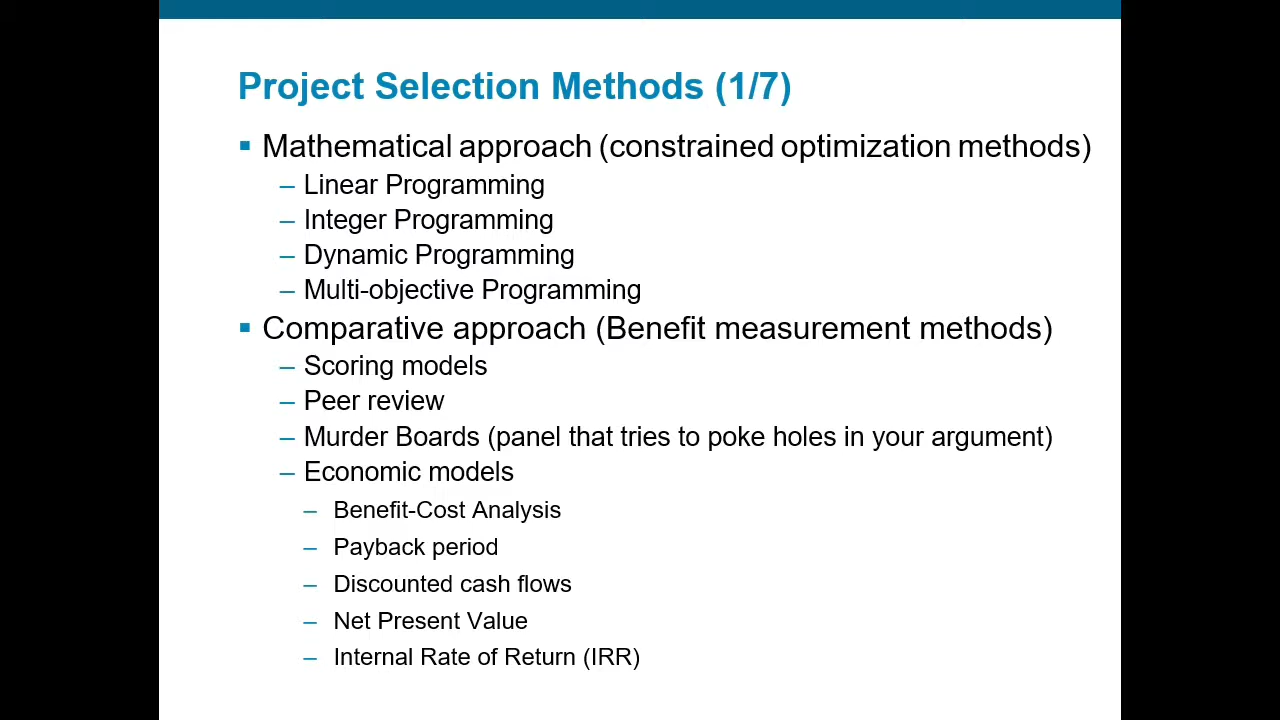 Project Selection Methods (1/7)
▪ Mathematical approach (constrained optimization methods)
– Linear Programming
– Integer Programming
– Dynamic Programming
– Multi-objective Programming
▪ Comparative approach (Benefit measurement methods)
– Scoring models
– Peer review
– Murder Boards (panel that tries to poke holes in your argument)
– Economic models
– Benefit-Cost Analysis
– Payback period
– Discounted cash flows
– Net Present Value
– Internal Rate of Return (IRR)